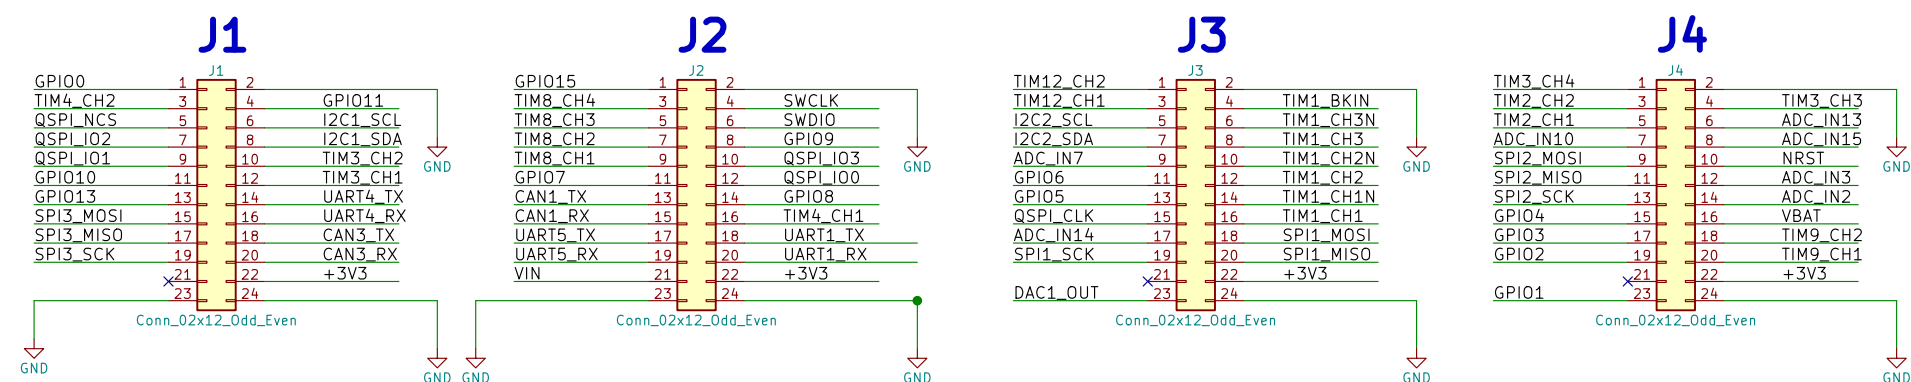 J1
J1
GPIO0 1 2
TIM4_CH2 3 4 GPIO11
QSPI_NCS 5 6 I2C1_SCL
QSPI_IO2 7 8 I2C1_SDA
QSPI_IO1 9 10 TIM3_CH2
GPIO10 11 12 TIM3_CH1
GPIO13 13 14 UART4_TX
SPI3_MOSI 15 16 UART4_RX
SPI3_MISO 17 18 CAN3_TX
SPI3_SCK 19 20 CAN3_RX
21 22 +3V3
23 24
Conn_02x12_Odd_Even
GND
GND
GND
J2
J2
GPIO15 1 2
TIM8_CH4 3 4 SWCLK
TIM8_CH3 5 6 SWDIO
TIM8_CH2 7 8 GPIO9
TIM8_CH1 9 10 QSPI_IO3
GPIO7 11 12 QSPI_IO0
CAN1_TX 13 14 GPIO8
CAN1_RX 15 16 TIM4_CH1
UART5_TX 17 18 UART1_TX
UART5_RX 19 20 UART1_RX
VIN 21 22 +3V3
23 24
Conn_02x12_Odd_Even
GND
GND
GND
J3
J3
TIM12_CH2 1 2
TIM12_CH1 3 4 TIM1_BKIN
I2C2_SCL 5 6 TIM1_CH3N
I2C2_SDA 7 8 TIM1_CH3
ADC_IN7 9 10 TIM1_CH2N
GPIO6 11 12 TIM1_CH2
GPIO5 13 14 TIM1_CH1N
QSPI_CLK 15 16 TIM1_CH1
ADC_IN14 17 18 SPI1_MOSI
SPI1_SCK 19 20 SPI1_MISO
21 22 +3V3
DAC1_OUT 23 24
Conn_02x12_Odd_Even
GND
GND
J4
J4
TIM3_CH4 1 2
TIM2_CH2 3 4 TIM3_CH3
TIM2_CH1 5 6 ADC_IN13
ADC_IN10 7 8 ADC_IN15
SPI2_MOSI 9 10 NRST
SPI2_MISO 11 12 ADC_IN3
SPI2_SCK 13 14 ADC_IN2
GPIO4 15 16 VBAT
GPIO3 17 18 TIM9_CH2
GPIO2 19 20 TIM9_CH1
21 22 +3V3
GPIO1 23 24
Conn_02x12_Odd_Even
GND
GND